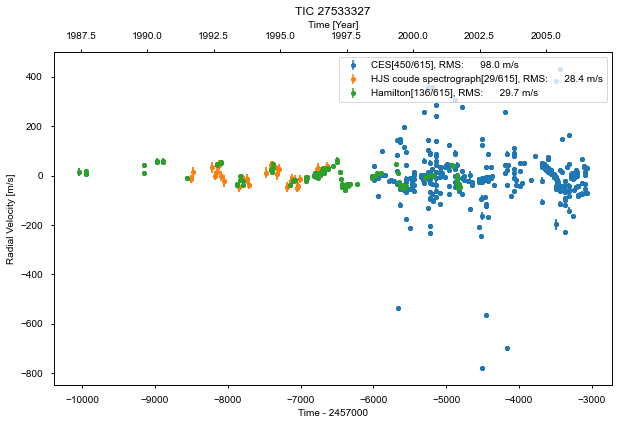 TIC 27533327
Time [Year]
1987.5 1990.0 1992.5 1995.0 1997.5 2000.0 2002.5 2005.0
CES[450/615], RMS: 98.0 m/s
HJS coude spectrograph[29/615], RMS: 28.4 m/s
Hamilton[136/615], RMS: 29.7 m/s
400
200
0
−200
−400
−600
−800
Radial Velocity [m/s]
−10000 −9000 −8000 −7000 −6000 −5000 −4000 −3000
Time - 2457000